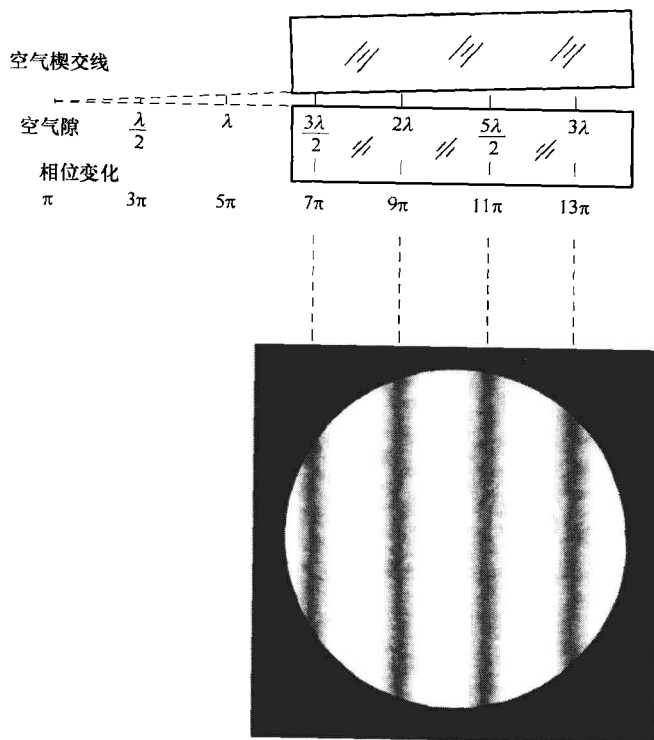 空气楔交线
空气隙 λ/2 λ 3λ/2 2λ 5λ/2 3λ
相位变化
π 3π 5π 7π 9π 11π 13π